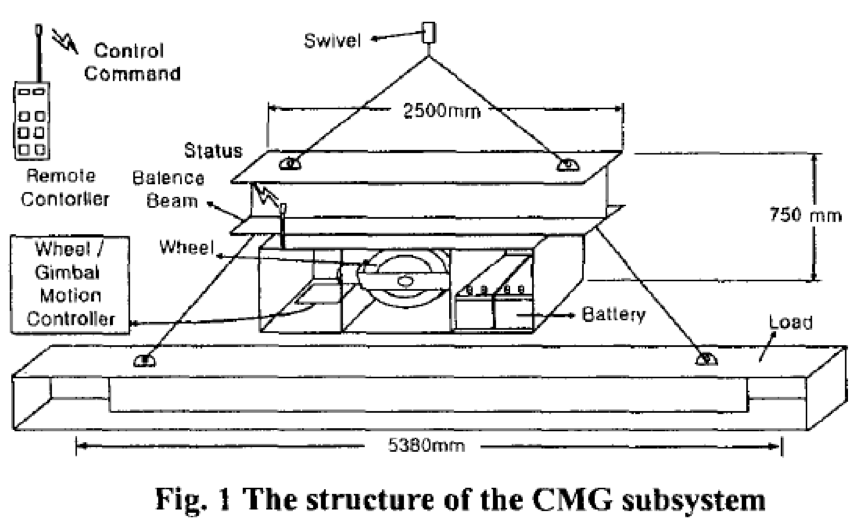 Swivel
Control
Command
2500mm
Status
Remote
Contorller
Balence
Beam
750 mm
Wheel
Wheel /
Gimbal
Motion
Controller
Battery
Load
5380mm
Fig. 1 The structure of the CMG subsystem